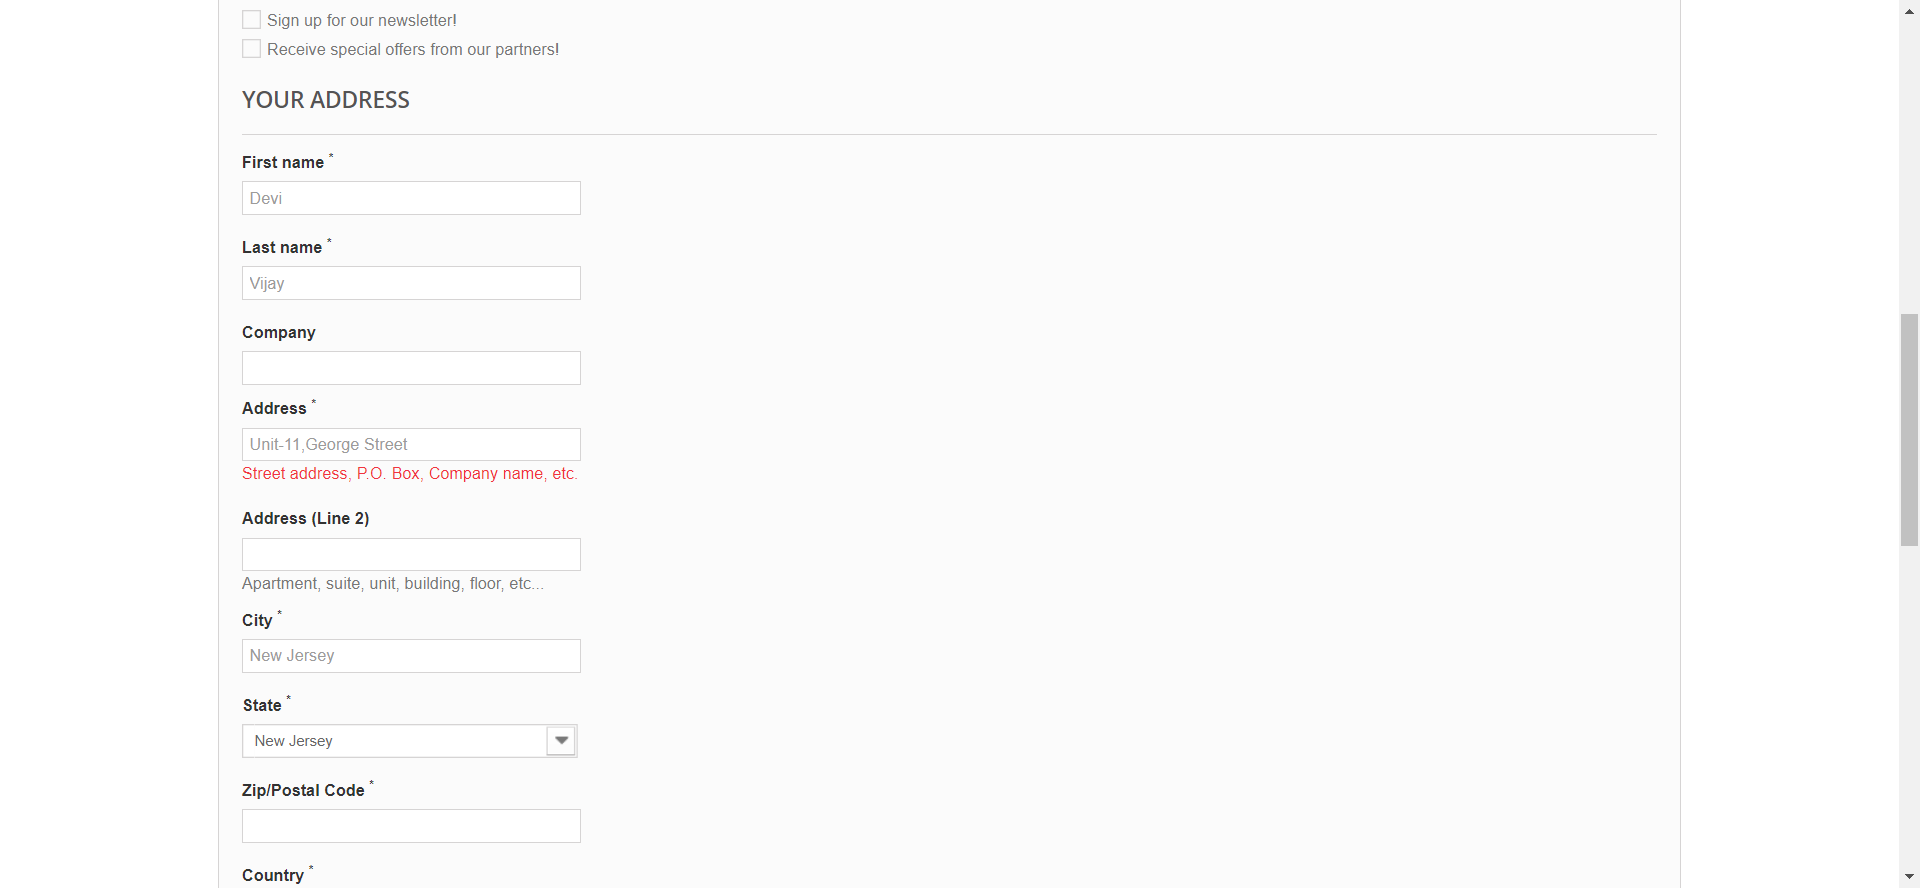 Sign up for our newsletter!
Receive special offers from our partners!
YOUR ADDRESS
First name *
Devi
Last name *
Vijay
Company
Address *
Unit-11,George Street
Street address, P.O. Box, Company name, etc.
Address (Line 2)
Apartment, suite, unit, building, floor, etc...
City *
New Jersey
State *
New Jersey
Zip/Postal Code *
Country *